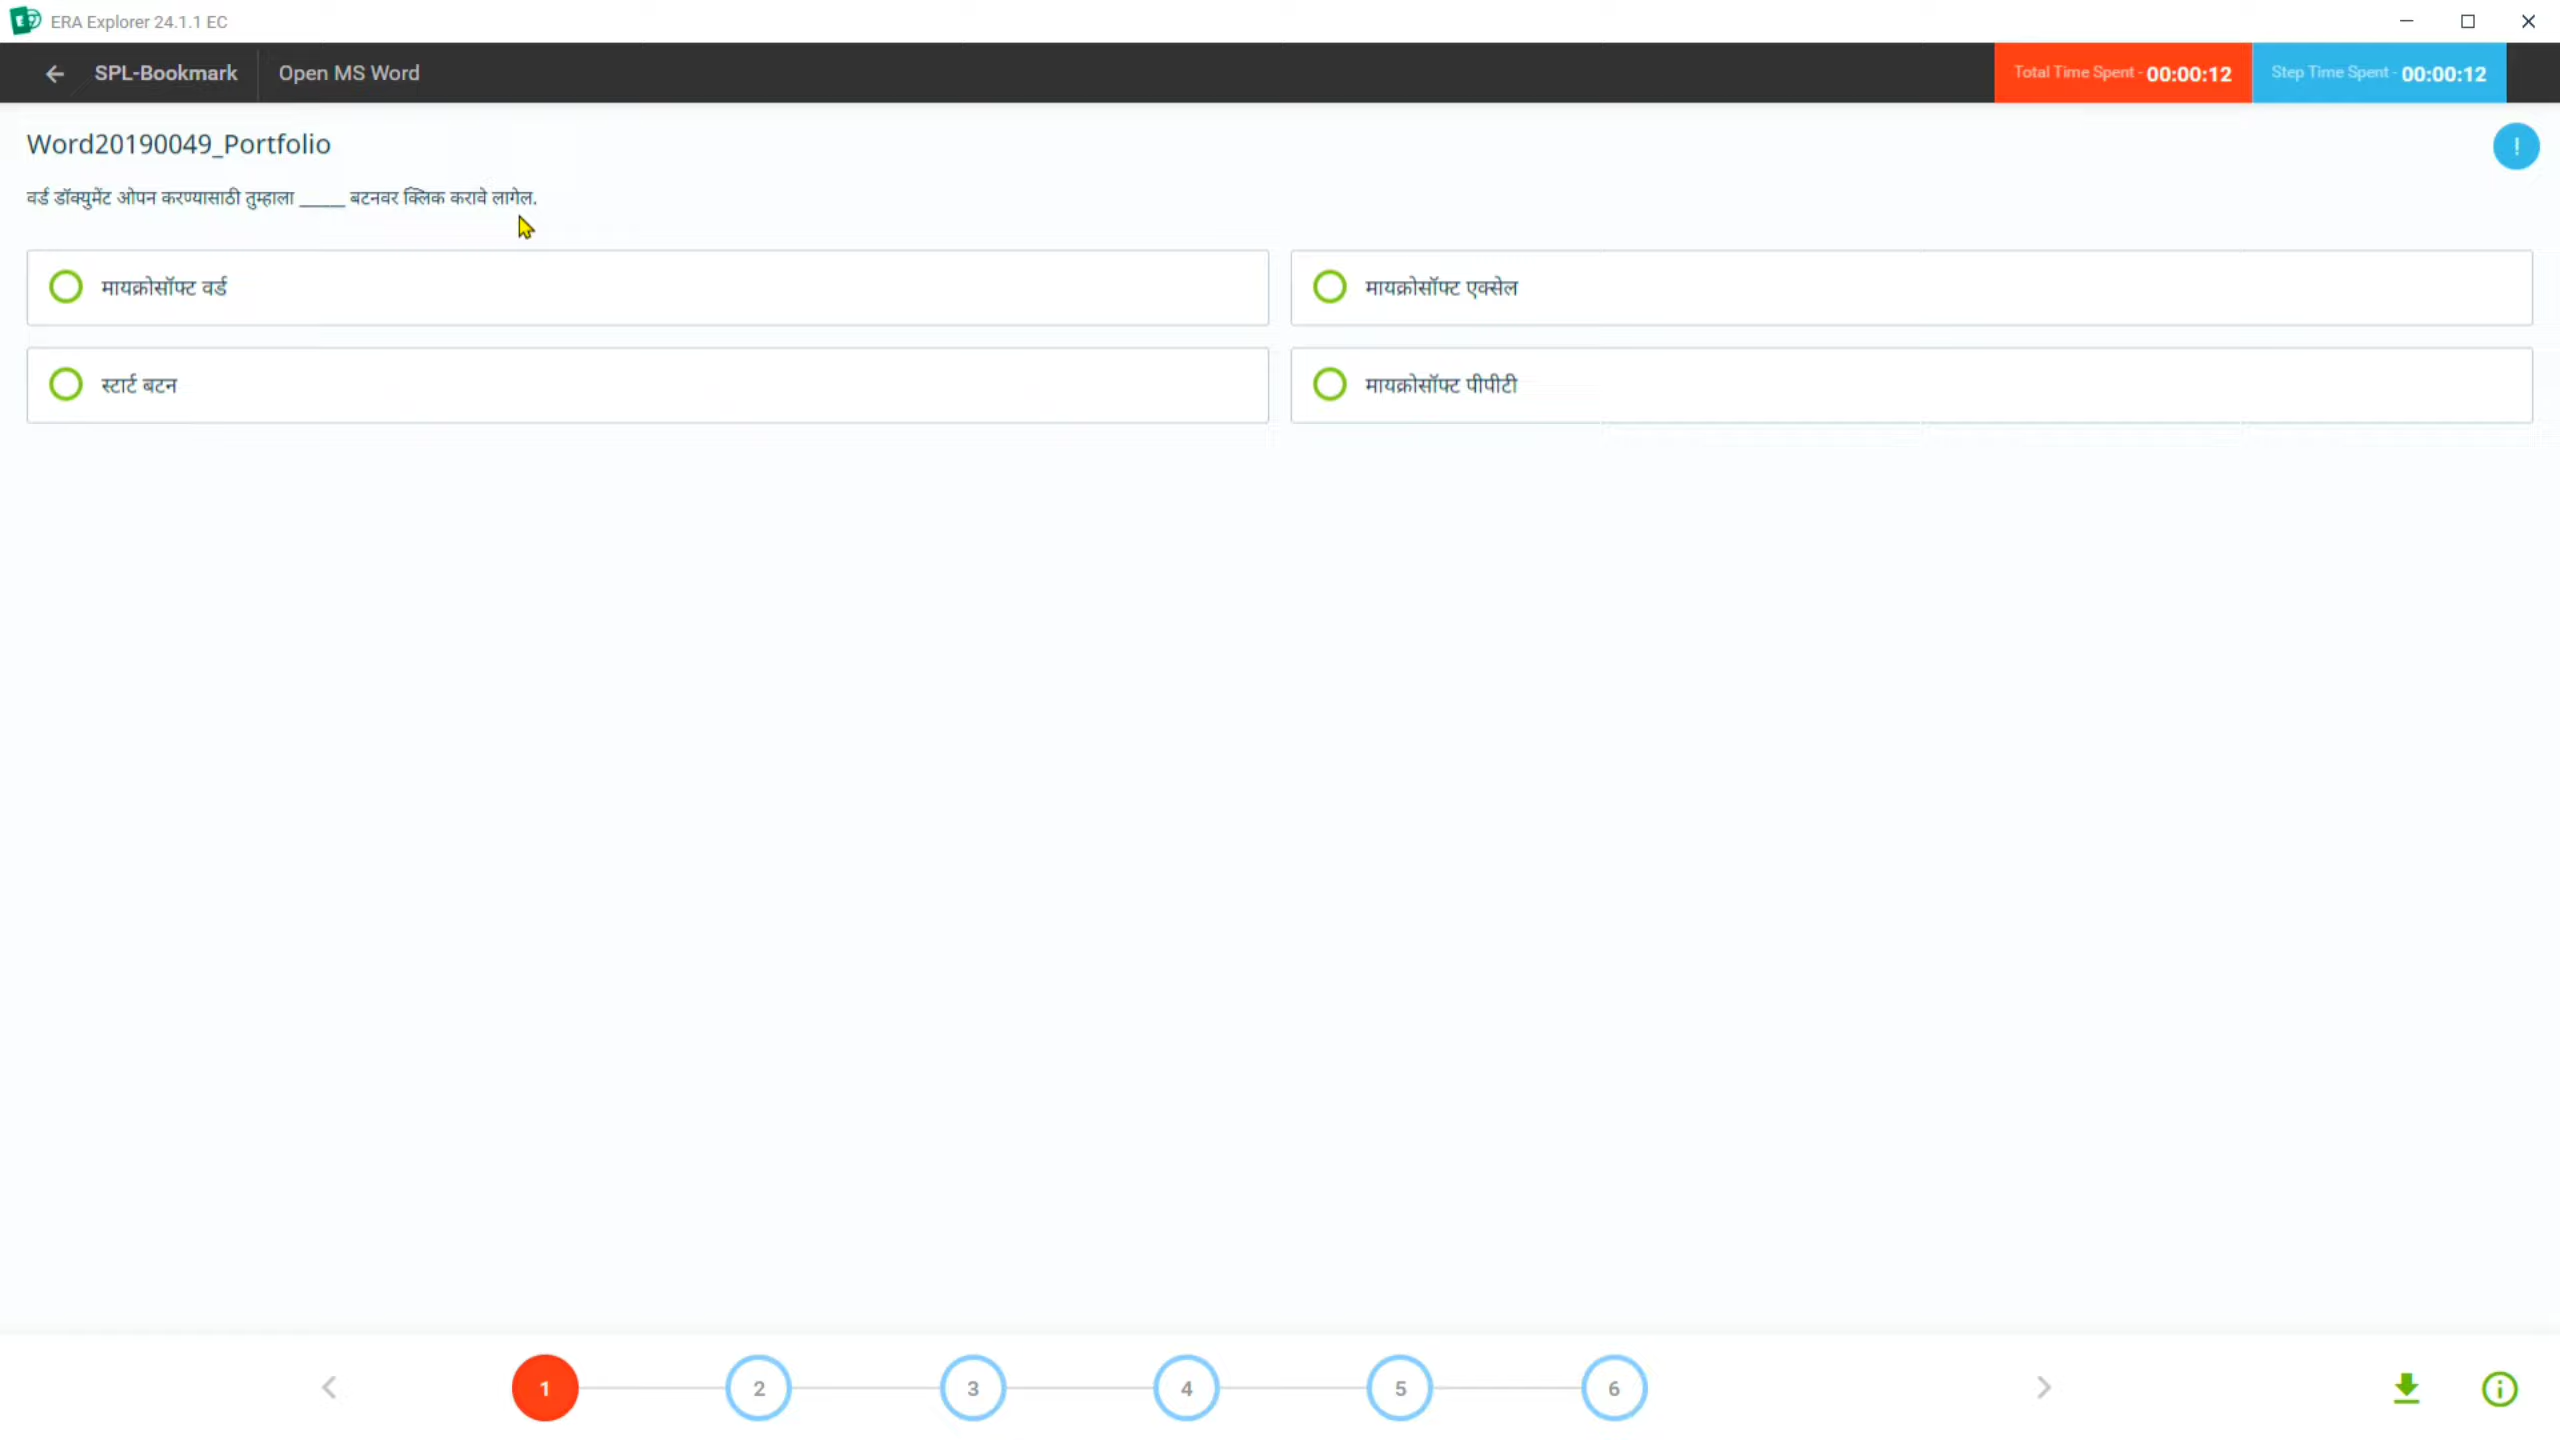 ERA Explorer 24.1.1 EC
SPL-Bookmark Open MS Word Total Time Spent - 00:00:12 Step Time Spent - 00:00:12
Word20190049_Portfolio
वर्ड डॉक्युमेंट ओपन करण्यासाठी तुम्हाला _____ बटनवर क्लिक करावे लागेल.
मायक्रोसॉफ्ट वर्ड मायक्रोसॉफ्ट एक्सेल
स्टार्ट बटन मायक्रोसॉफ्ट पीपीटी
1 2 3 4 5 6